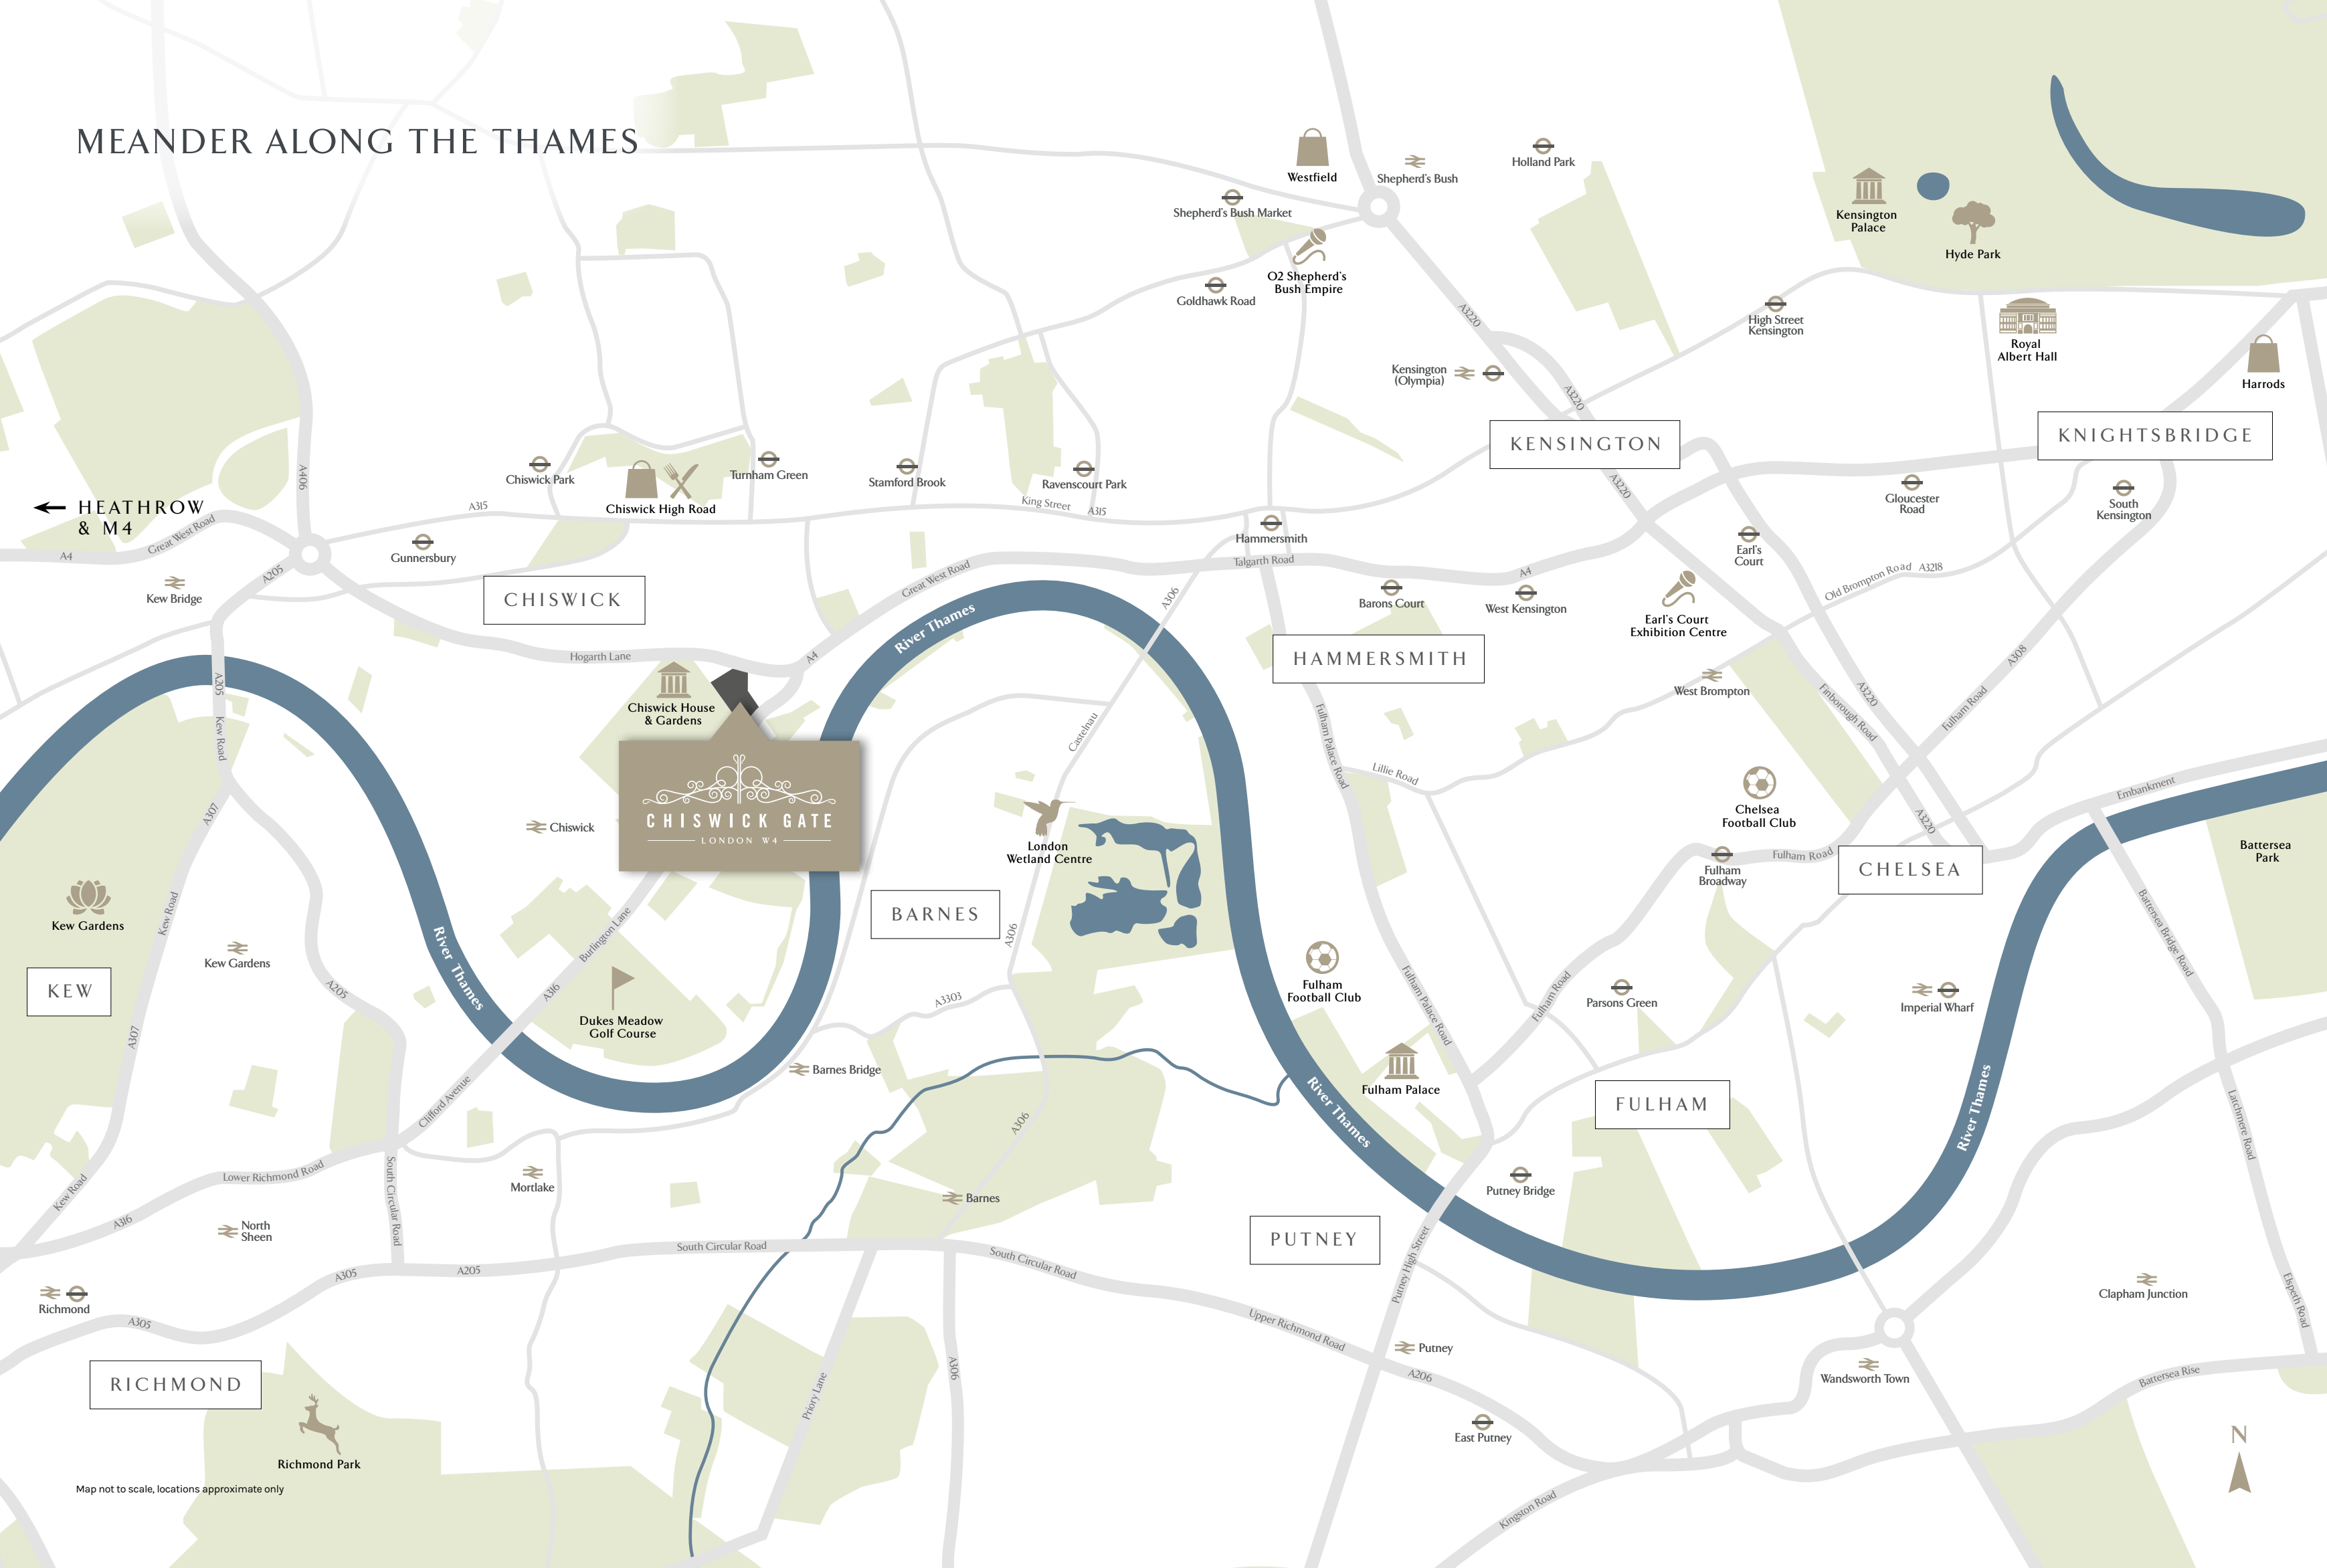 MEANDER ALONG THE THAMES
Westfield
Shepherd's Bush
Holland Park
Shepherd's Bush Market
Kensington
Palace
Hyde Park
O2 Shepherd's
Bush Empire
Goldhawk Road
A3220
High Street
Kensington
Royal
Albert Hall
Harrods
Kensington
(Olympia)
A3220
KENSINGTON
KNIGHTSBRIDGE
A406
Chiswick Park
Turnham Green
Stamford Brook
Ravenscourt Park
Chiswick High Road
A3220
Gloucester
Road
South
Kensington
HEATHROW
& M4
A315
King Street
A315
Great West Road
A4
Gunnersbury
Hammersmith
Talgarth Road
A4
Earl's
Court
A205
Kew Bridge
CHISWICK
Great West Road
A306
Barons Court
West Kensington
Old Brompton Road
A3218
Earl's Court
Exhibition Centre
River Thames
Hogarth Lane
A4
HAMMERSMITH
A308
A205
Chiswick House
& Gardens
West Brompton
Finborough Road
A3220
Fulham Road
Kew Road
Castelnau
Fulham Palace Road
Lillie Road
Embankment
CHISWICK GATE
LONDON W4
A307
Chiswick
London
Wetland Centre
Chelsea
Football Club
A3220
Battersea
Park
Fulham Road
Fulham
Broadway
CHELSEA
Kew Gardens
Kew Road
BARNES
A306
Burlington Lane
River Thames
Kew Gardens
KEW
A205
A316
A3303
Fulham
Football Club
Fulham Palace Road
Fulham Road
Parsons Green
Imperial Wharf
Battersea Bridge Road
Dukes Meadow
Golf Course
A307
Barnes Bridge
Fulham Palace
River Thames
FULHAM
River Thames
Latchmere Road
Clifford Avenue
A306
Lower Richmond Road
Kew Road
South Circular Road
Mortlake
Barnes
Putney Bridge
A316
North
Sheen
PUTNEY
South Circular Road
South Circular Road
Putney High Street
A305
A205
Richmond
Clapham Junction
Elspeth Road
A305
Upper Richmond Road
Putney
A206
Wandsworth Town
Battersea Rise
RICHMOND
A306
Priory Lane
East Putney
N
Richmond Park
Map not to scale, locations approximate only
Kingston Road